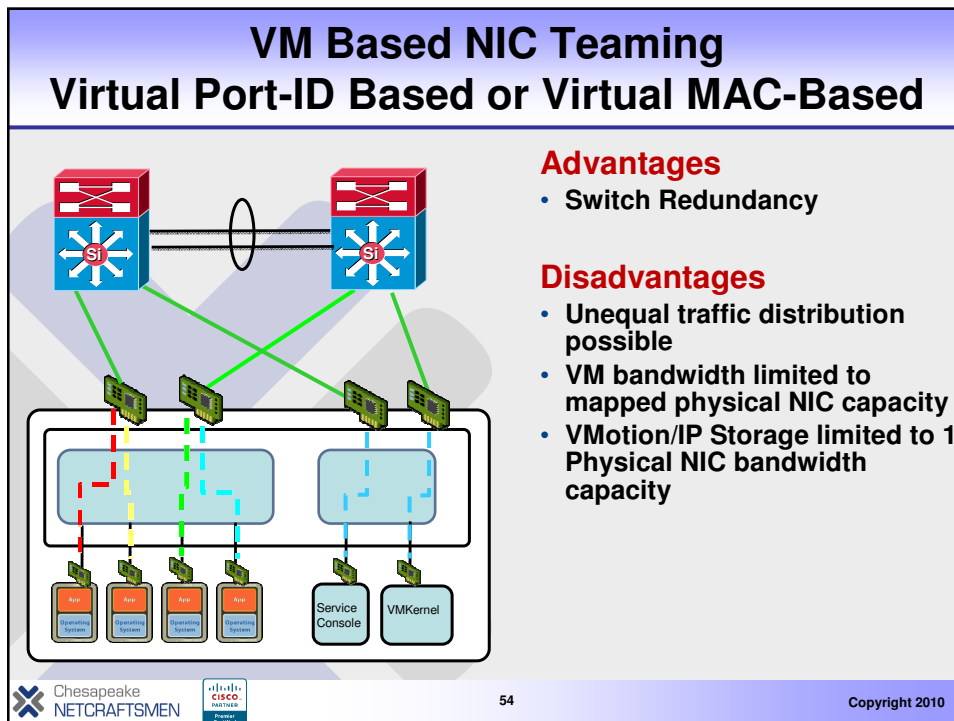 VM Based NIC Teaming
Virtual Port-ID Based or Virtual MAC-Based
Si
Si
App
Operating
System
App
Operating
System
App
Operating
System
App
Operating
System
Service
Console
VMKernel
Advantages
• Switch Redundancy
Disadvantages
• Unequal traffic distribution
possible
• VM bandwidth limited to
mapped physical NIC capacity
• VMotion/IP Storage limited to 1
Physical NIC bandwidth
capacity
Chesapeake
NETCRAFTSMEN
CISCO
PARTNER
Premier
54
Copyright 2010